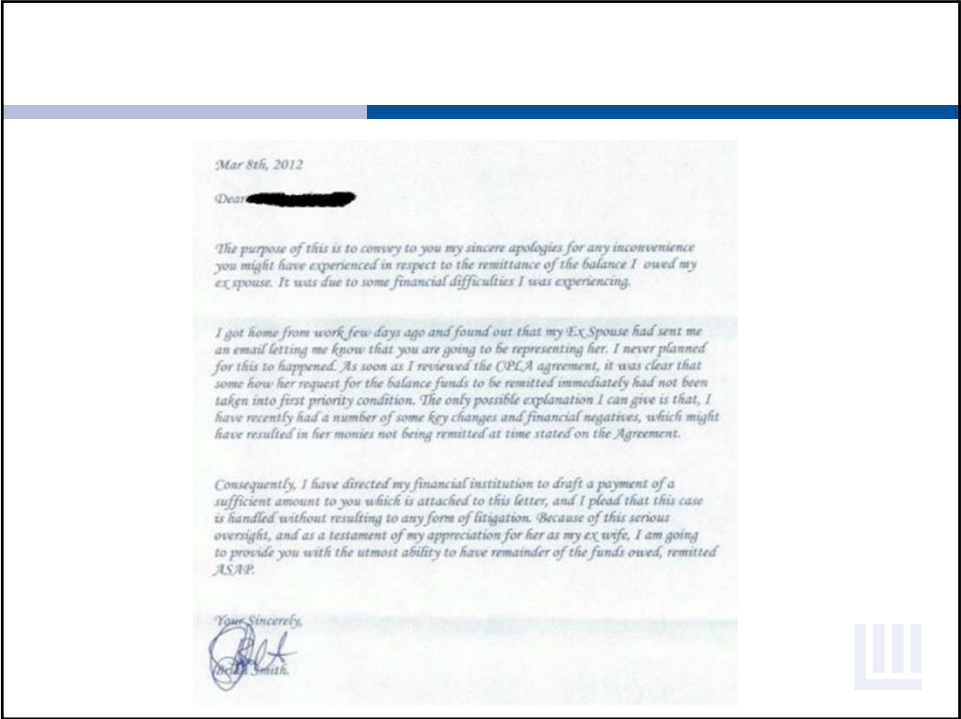 Mar 8th, 2012
Dear
The purpose of this is to convey to you my sincere apologies for any inconvenience
you might have experienced in respect to the remittance of the balance I owed my
ex spouse. It was due to some financial difficulties I was experiencing.
I got home from work few days ago and found out that my Ex Spouse had sent me
an email letting me know that you are going to be representing her. I never planned
for this to happened. As soon as I reviewed the CPLA agreement, it was clear that
some how her request for the balance funds to be remitted immediately had not been
taken into first priority condition. The only possible explanation I can give is that, I
have recently had a number of some key changes and financial negatives, which might
have resulted in her monies not being remitted at time stated on the Agreement.
Consequently, I have directed my financial institution to draft a payment of a
sufficient amount to you which is attached to this letter, and I plead that this case
is handled without resulting to any form of litigation. Because of this serious
oversight, and as a testament of my appreciation for her as my ex wife, I am going
to provide you with the utmost ability to have remainder of the funds owed, remitted
ASAP.
Your Sincerely,
Brian Smith.